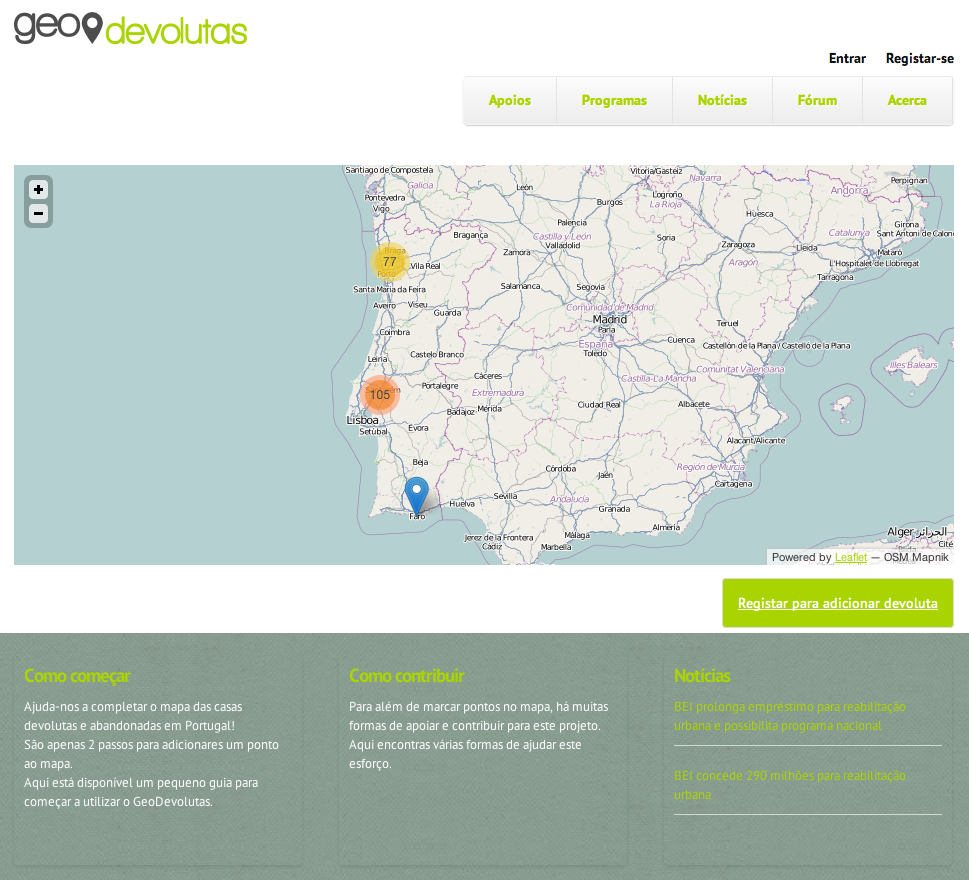 geo devolutas
Entrar Registar-se
Apoios Programas Notícias Fórum Acerca
+
−
Santiago de Compostela
Galicia
Pontevedra
Vigo
León
Burgos
Vitoria/Gasteiz
Navarra
Logroño
La Rioja
Huesca
Andorra
Perpignan
Girona
Catalunya
Palencia
Castilla y León
Valladolid
Zamora
Soria
Zaragoza
Lleida
Mataró
L'Hospitalet de Llobregat
Tarragona
Aragón
Bragança
Braga
77
Porto
Vila Real
Santa Maria da Feira
Aveiro
Viseu
Guarda
Salamanca
Segovia
Comunidad de Madrid
Madrid
Parla
España
Toledo
Cuenca
Teruel
Castellón de la Plana / Castelló de la Plana
Illes Balears
Coimbra
Leiria
Castelo Branco
Cáceres
Extremadura
Castilla-La Mancha
Comunitat Valenciana
105
Portalegre
Lisboa
Setúbal
Évora
Badajoz
Mérida
Ciudad Real
Albacete
Alacant/Alicante
Beja
Córdoba
Jaén
Región de Murcia
Cartagena
Faro
Huelva
Sevilla
Andalucía
Granada
Almería
Jerez de la Frontera
Cádiz
Málaga
Marbella
Alger الجزائر
Cité
Powered by Leaflet — OSM Mapnik
Registar para adicionar devoluta
Como começar
Ajuda-nos a completar o mapa das casas
devolutas e abandonadas em Portugal!
São apenas 2 passos para adicionares um ponto
ao mapa.
Aqui está disponível um pequeno guia para
começar a utilizar o GeoDevolutas.
Como contribuir
Para além de marcar pontos no mapa, há muitas
formas de apoiar e contribuir para este projeto.
Aqui encontras várias formas de ajudar este
esforço.
Notícias
BEI prolonga empréstimo para reabilitação
urbana e possibilita programa nacional
BEI concede 290 milhões para reabilitação
urbana